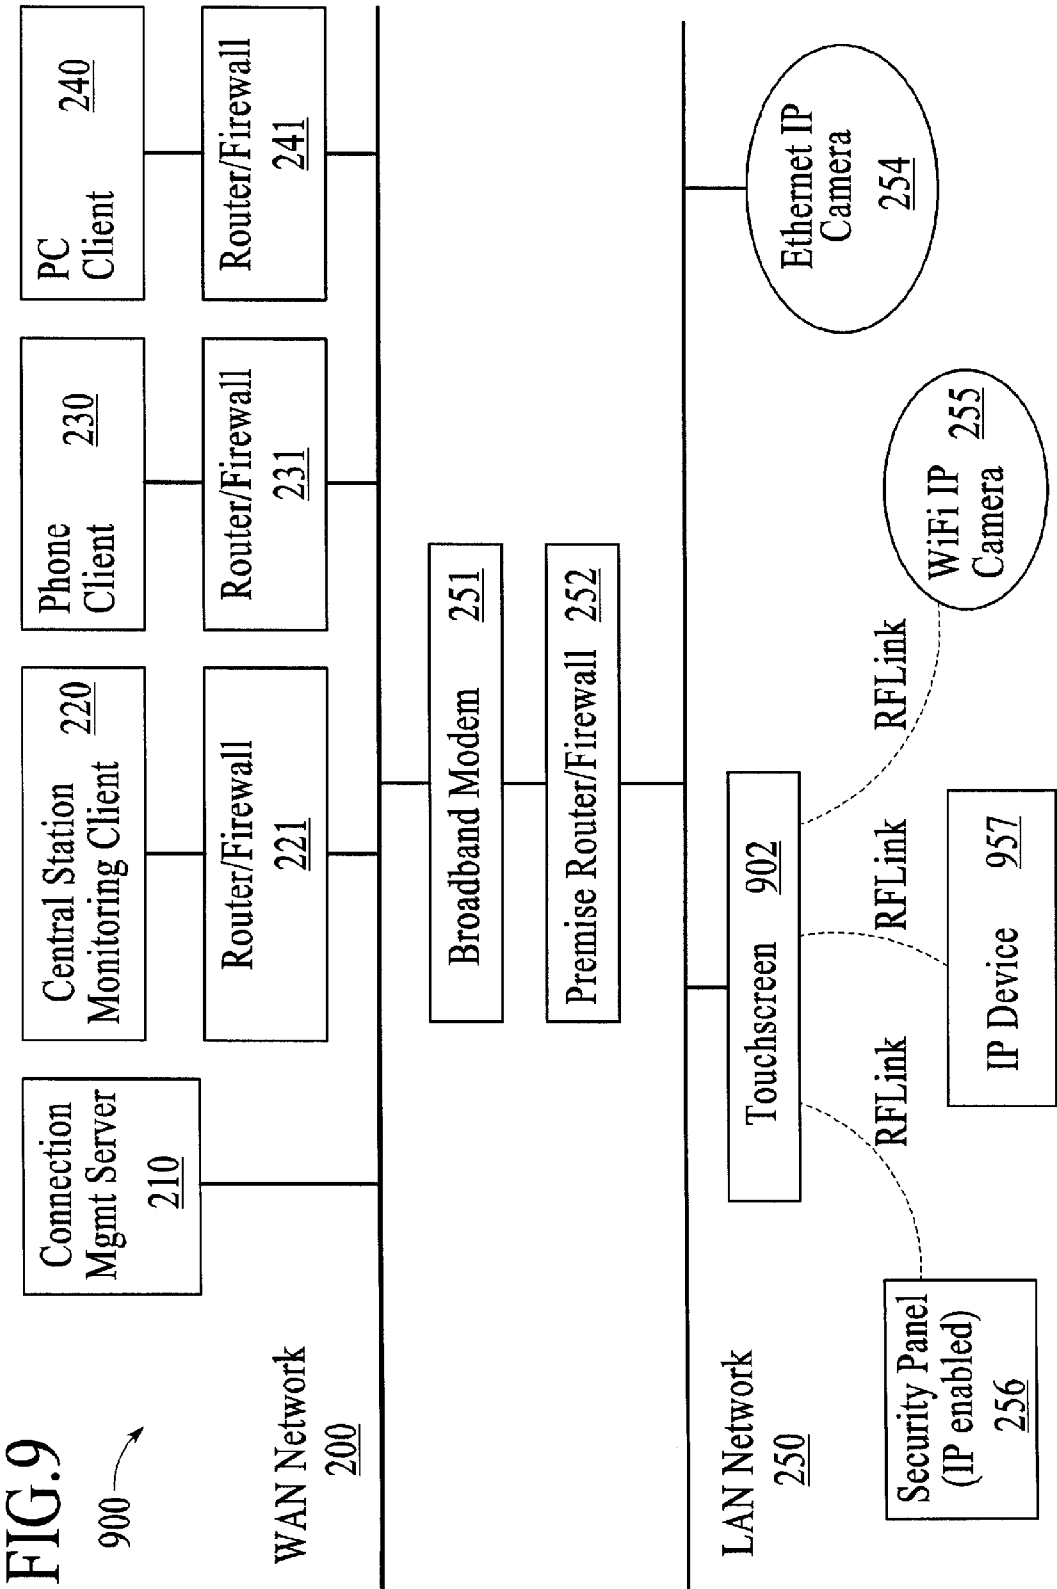 FIG.9
900
Connection
Mgmt Server
210
Central Station
Monitoring Client
220
Phone
Client
230
PC
Client
240
Router/Firewall
221
Router/Firewall
231
Router/Firewall
241
WAN Network
200
Broadband Modem 251
Premise Router/Firewall 252
LAN Network
250
Touchscreen 902
Ethernet IP
Camera
254
RFLink
RFLink
RFLink
Security Panel
(IP enabled)
256
IP Device 957
WiFi IP
Camera
255